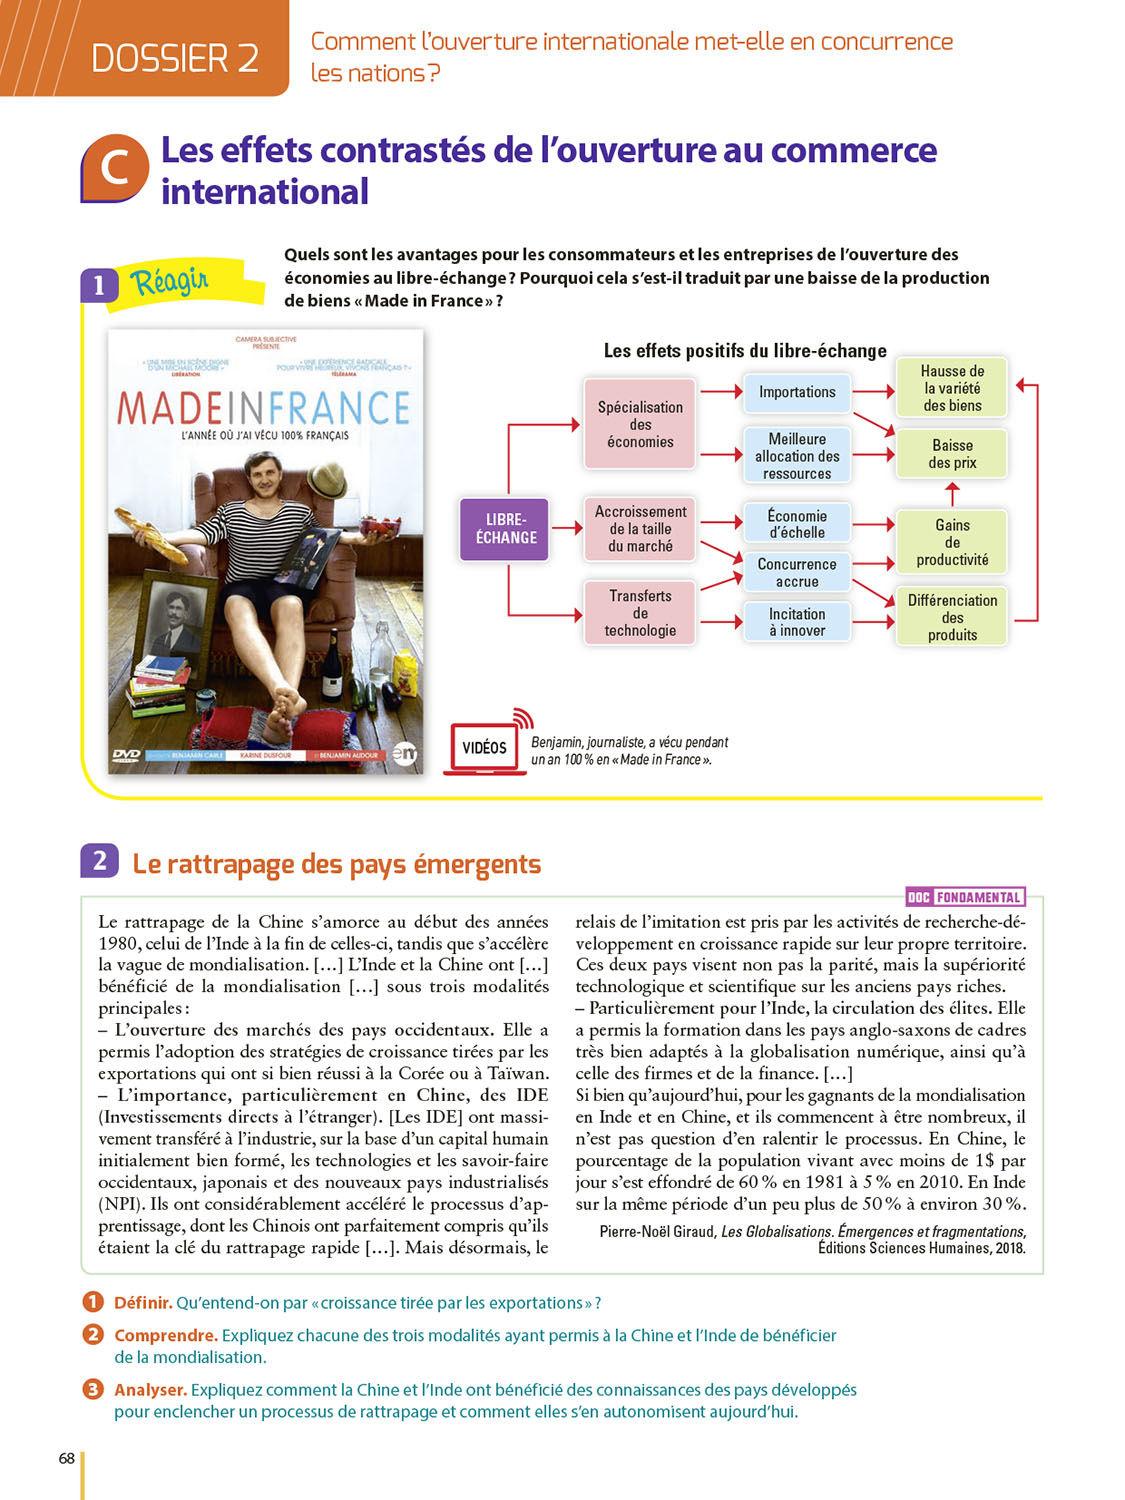 DOSSIER 2
Comment l’ouverture internationale met-elle en concurrence
les nations ?
C
Les effets contrastés de l’ouverture au commerce
international
1
Réagir
Quels sont les avantages pour les consommateurs et les entreprises de l’ouverture des
économies au libre-échange ? Pourquoi cela s’est-il traduit par une baisse de la production
de biens « Made in France » ?
CAMERA SUBJECTIVE
PRÉSENTE
« UNE MISE EN SCÈNE DIGNE
D’UN MICHAEL MOORE »
LIBÉRATION
« UNE EXPÉRIENCE RADICALE,
POUR VIVRE HEUREUX, VIVONS FRANÇAIS ! »
TÉLÉRAMA
MADE IN FRANCE
L’ANNÉE OÙ J’AI VÉCU 100% FRANÇAIS
DVD
BENJAMIN CARLE
KARINE DUSFOUR
ET BENJAMIN AUDOUR
Les effets positifs du libre-échange
LIBRE-
ÉCHANGE
Spécialisation
des
économies
Accroissement
de la taille
du marché
Transferts
de
technologie
Importations
Meilleure
allocation des
ressources
Économie
d’échelle
Concurrence
accrue
Incitation
à innover
Hausse de
la variété
des biens
Baisse
des prix
Gains
de
productivité
Différenciation
des
produits
VIDÉOS
Benjamin, journaliste, a vécu pendant
un an 100 % en « Made in France ».
2
Le rattrapage des pays émergents
DOC FONDAMENTAL
Le rattrapage de la Chine s’amorce au début des années
1980, celui de l’Inde à la fin de celles-ci, tandis que s’accélère
la vague de mondialisation. […] L’Inde et la Chine ont […]
bénéficié de la mondialisation […] sous trois modalités
principales :
– L’ouverture des marchés des pays occidentaux. Elle a
permis l’adoption des stratégies de croissance tirées par les
exportations qui ont si bien réussi à la Corée ou à Taïwan.
– L’importance, particulièrement en Chine, des IDE
(Investissements directs à l’étranger). [Les IDE] ont massi-
vement transféré à l’industrie, sur la base d’un capital humain
initialement bien formé, les technologies et les savoir-faire
occidentaux, japonais et des nouveaux pays industrialisés
(NPI). Ils ont considérablement accéléré le processus d’ap-
prentissage, dont les Chinois ont parfaitement compris qu’ils
étaient la clé du rattrapage rapide […]. Mais désormais, le
relais de l’imitation est pris par les activités de recherche-dé-
veloppement en croissance rapide sur leur propre territoire.
Ces deux pays visent non pas la parité, mais la supériorité
technologique et scientifique sur les anciens pays riches.
– Particulièrement pour l’Inde, la circulation des élites. Elle
a permis la formation dans les pays anglo-saxons de cadres
très bien adaptés à la globalisation numérique, ainsi qu’à
celle des firmes et de la finance. […]
Si bien qu’aujourd’hui, pour les gagnants de la mondialisation
en Inde et en Chine, et ils commencent à être nombreux, il
n’est pas question d’en ralentir le processus. En Chine, le
pourcentage de la population vivant avec moins de 1 $ par
jour s’est effondré de 60 % en 1981 à 5 % en 2010. En Inde
sur la même période d’un peu plus de 50 % à environ 30 %.
Pierre-Noël Giraud, Les Globalisations. Émergences et fragmentations,
Éditions Sciences Humaines, 2018.
1 Définir. Qu’entend-on par « croissance tirée par les exportations » ?
2 Comprendre. Expliquez chacune des trois modalités ayant permis à la Chine et l’Inde de bénéficier
de la mondialisation.
3 Analyser. Expliquez comment la Chine et l’Inde ont bénéficié des connaissances des pays développés
pour enclencher un processus de rattrapage et comment elles s’en autonomisent aujourd’hui.
68